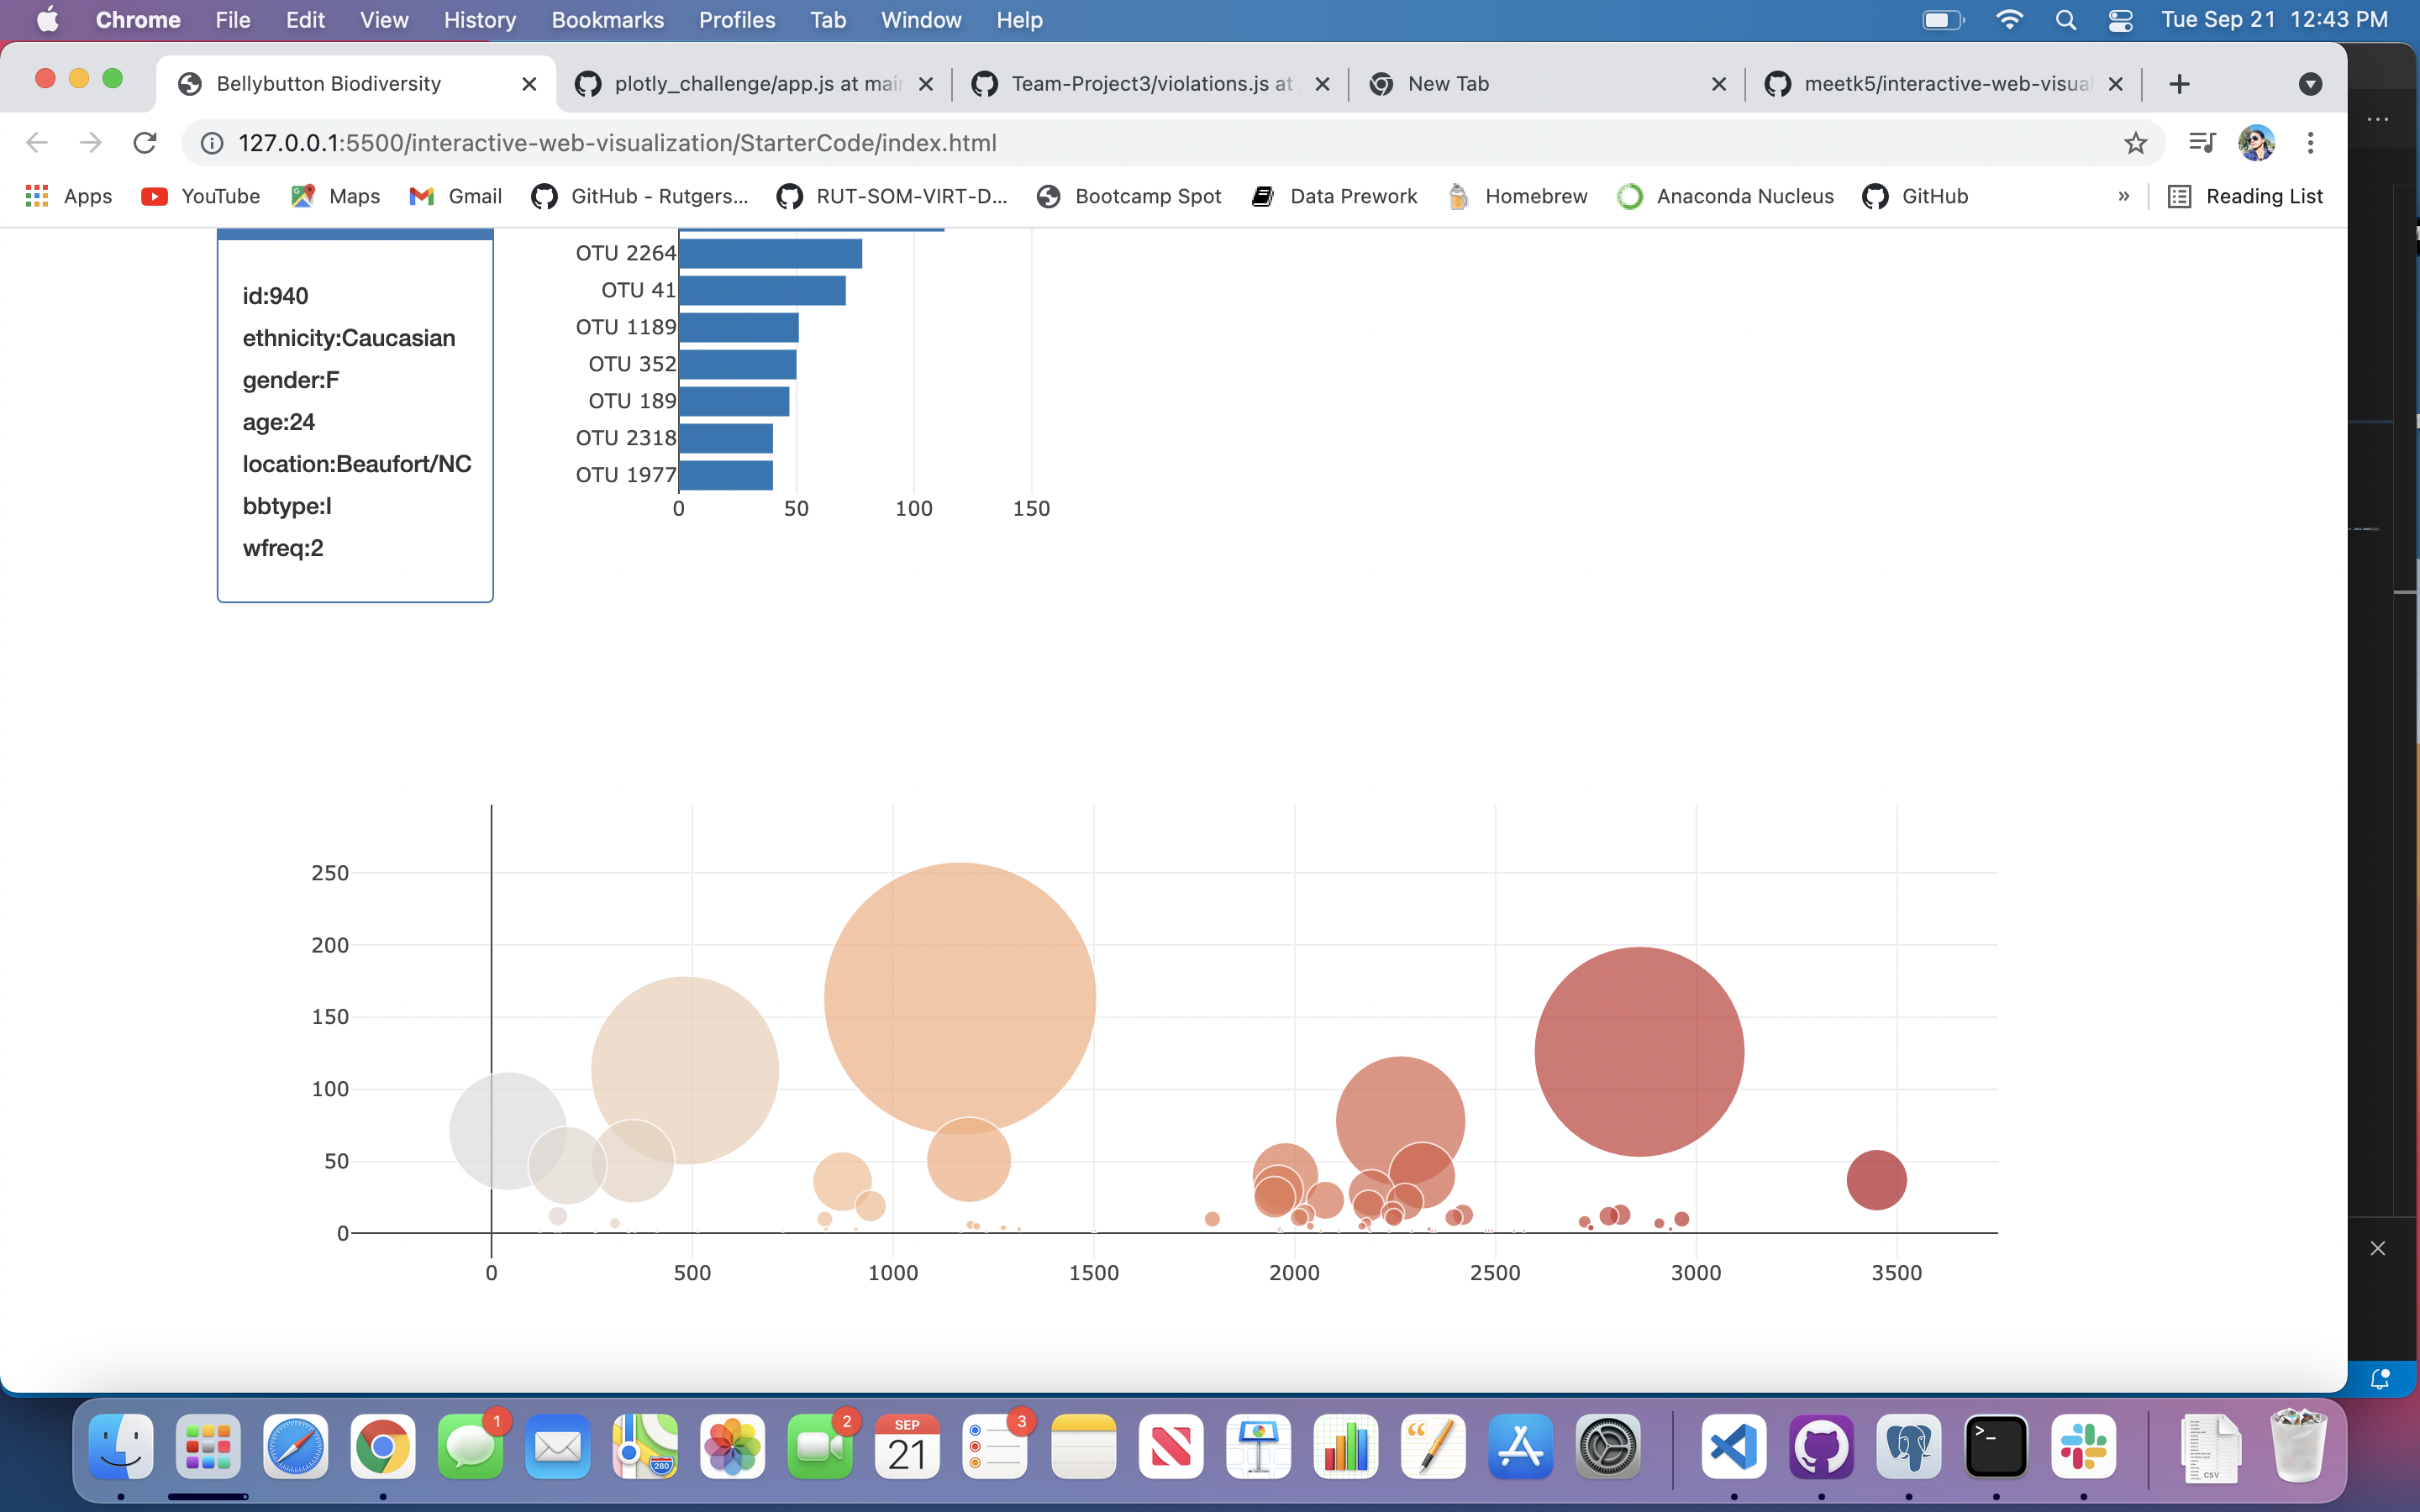 Chrome File Edit View History Bookmarks Profiles Tab Window Help Tue Sep 21 12:43 PM
Bellybutton Biodiversity plotly_challenge/app.js at mai Team-Project3/violations.js at New Tab meetk5/interactive-web-visual
127.0.0.1:5500/interactive-web-visualization/StarterCode/index.html
Apps YouTube Maps Gmail GitHub - Rutgers... RUT-SOM-VIRT-D... Bootcamp Spot Data Prework Homebrew Anaconda Nucleus GitHub » Reading List
id:940
ethnicity:Caucasian
gender:F
age:24
location:Beaufort/NC
bbtype:I
wfreq:2
OTU 2264
OTU 41
OTU 1189
OTU 352
OTU 189
OTU 2318
OTU 1977
0 50 100 150
250
200
150
100
50
0
0 500 1000 1500 2000 2500 3000 3500
1 280 2 SEP 21 3 >_ CSV